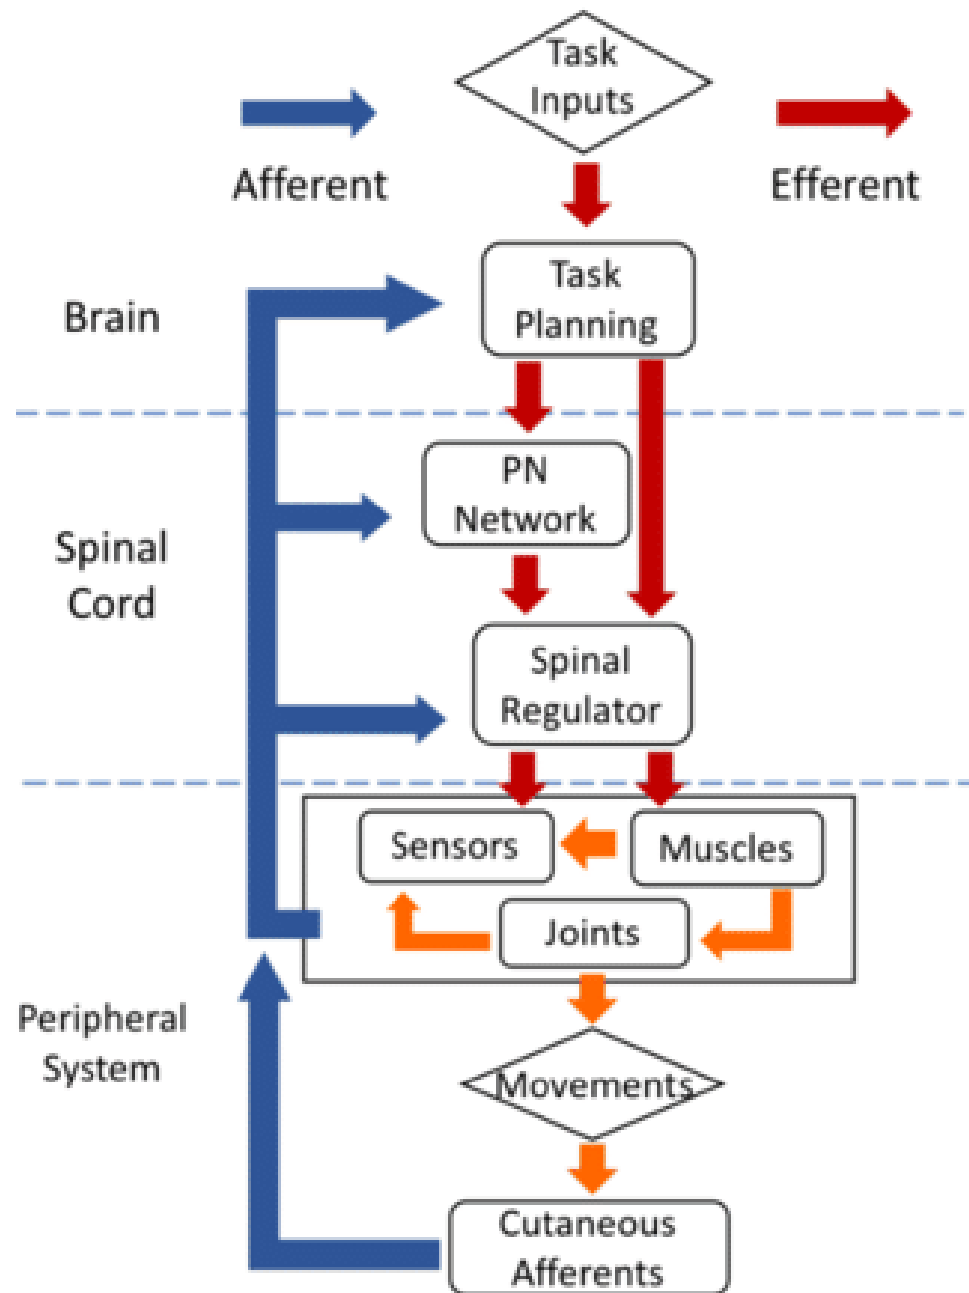 Task
Inputs
Afferent
Efferent
Brain
Task
Planning
PN
Network
Spinal
Cord
Spinal
Regulator
Sensors
Muscles
Joints
Peripheral
System
Movements
Cutaneous
Afferents